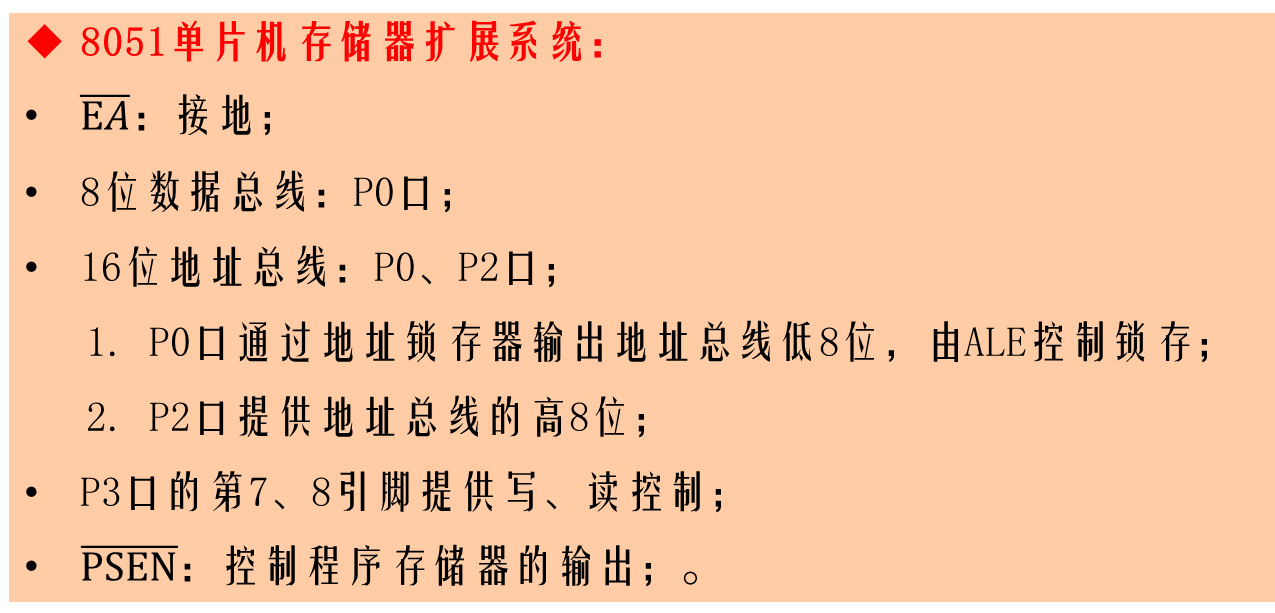 ◆ 8051单片机存储器扩展系统：
• E̅A̅：接地；
• 8位数据总线：P0口；
• 16位地址总线：P0、P2口；
1. P0口通过地址锁存器输出地址总线低8位，由ALE控制锁存；
2. P2口提供地址总线的高8位；
• P3口的第7、8引脚提供写、读控制；
• P̅S̅E̅N̅：控制程序存储器的输出；。